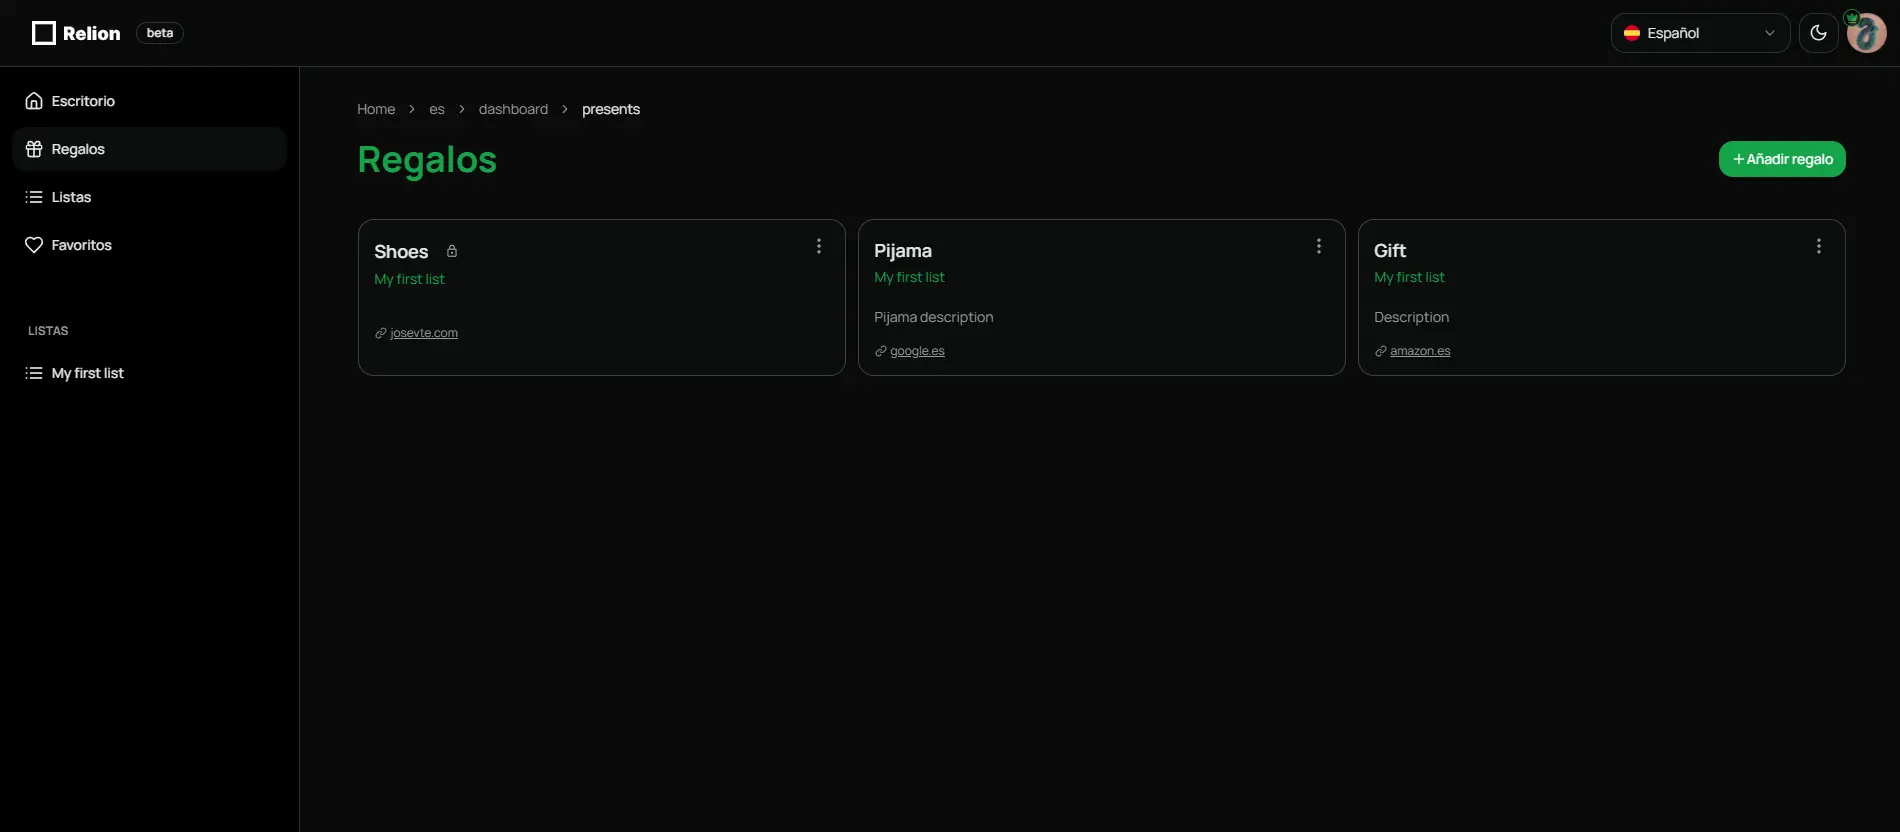 Relion
beta
Español
Escritorio
Regalos
Listas
Favoritos
LISTAS
My first list
Home > es > dashboard > presents
Regalos
+ Añadir regalo
Shoes
My first list
josevte.com
Pijama
My first list
Pijama description
google.es
Gift
My first list
Description
amazon.es